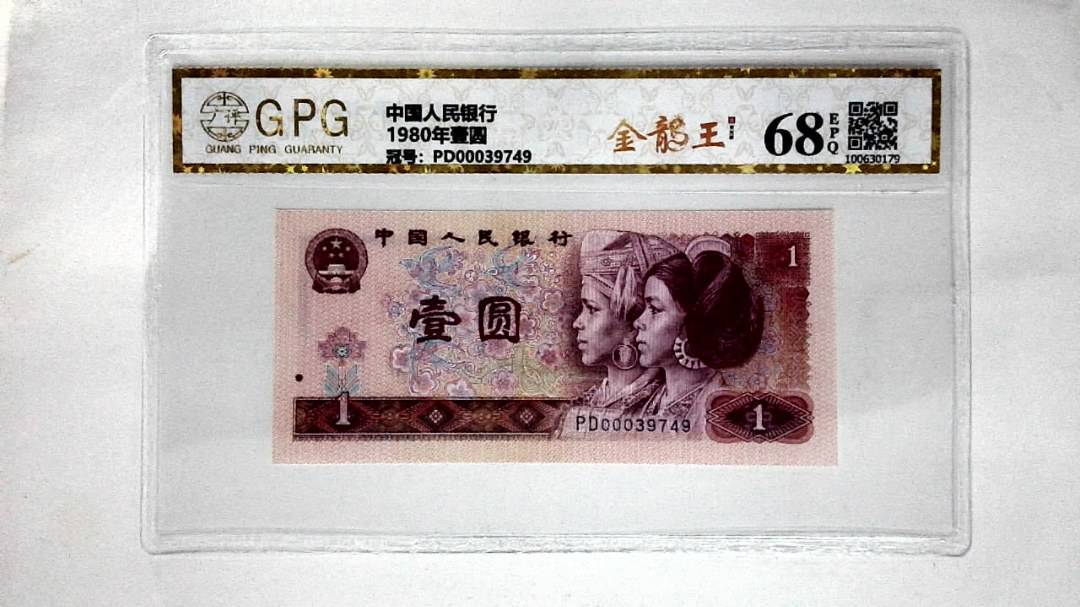 GPG
GUANG PING GUARANTY
中国人民银行
1980年壹圆
冠号: PD00039749
金龍王
68
EPQ
100630179
中国人民银行
1
壹圆
1
PD00039749
1